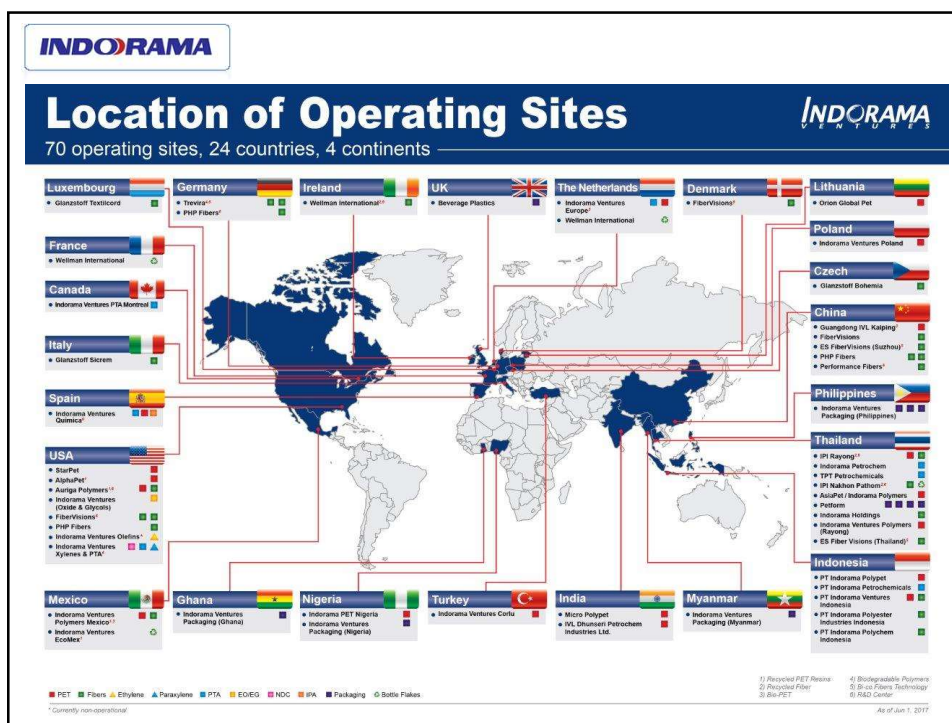 INDORAMA
Location of Operating Sites
INDORAMA
VENTURES
70 operating sites, 24 countries, 4 continents
Luxembourg
Glanzstoff Textilcord
Germany
Trevira
PHP Fibers
Ireland
Wellman International
UK
Beverage Plastics
The Netherlands
Indorama Ventures
Europe
Wellman International
Denmark
FiberVisions
Lithuania
Orion Global Pet
France
Wellman International
Poland
Indorama Ventures Poland
Canada
Indorama Ventures PTA Montreal
Czech
Glanzstoff Bohemia
Italy
Glanzstoff Sicrem
China
Guangdong IVL Kaiping
FiberVisions
ES FiberVisions (Suzhou)
PHP Fibers
Performance Fibers
Spain
Indorama Ventures
Quimica
Philippines
Indorama Ventures
Packaging (Philippines)
USA
StarPet
AlphaPet
Auriga Polymers
Indorama Ventures
(Oxide & Glycols)
FiberVisions
PHP Fibers
Indorama Ventures Olefins
Indorama Ventures
Xylenes & PTA
Thailand
IPI Rayong
Indorama Petrochem
TPT Petrochemicals
IPI Nakhon Pathom
AsiaPet / Indorama Polymers
Petform
Indorama Holdings
Indorama Ventures Polymers
(Rayong)
ES Fiber Visions (Thailand)
Indonesia
PT Indorama Polypet
PT Indorama Petrochemicals
PT Indorama Ventures
Indonesia
PT Indorama Polyester
Industries Indonesia
PT Indorama Polychem
Indonesia
Mexico
Indorama Ventures
Polymers Mexico
Indorama Ventures
EcoMex
Ghana
Indorama Ventures
Packaging (Ghana)
Nigeria
Indorama PET Nigeria
Indorama Ventures
Packaging (Nigeria)
Turkey
Indorama Ventures Corlu
India
Micro Polypet
IVL Dhunseri Petrochem
Industries Ltd.
Myanmar
Indorama Ventures
Packaging (Myanmar)
PET Fibers Ethylene Paraxylene PTA EO/EG NDC IPA Packaging Bottle Flakes
* Currently non-operational
1) Recycled PET Resins
2) Recycled Fiber
3) Bio-PET
4) Biodegradable Polymers
5) Bi-co Fibers Technology
6) R&D Center
As of Jun 1, 2017